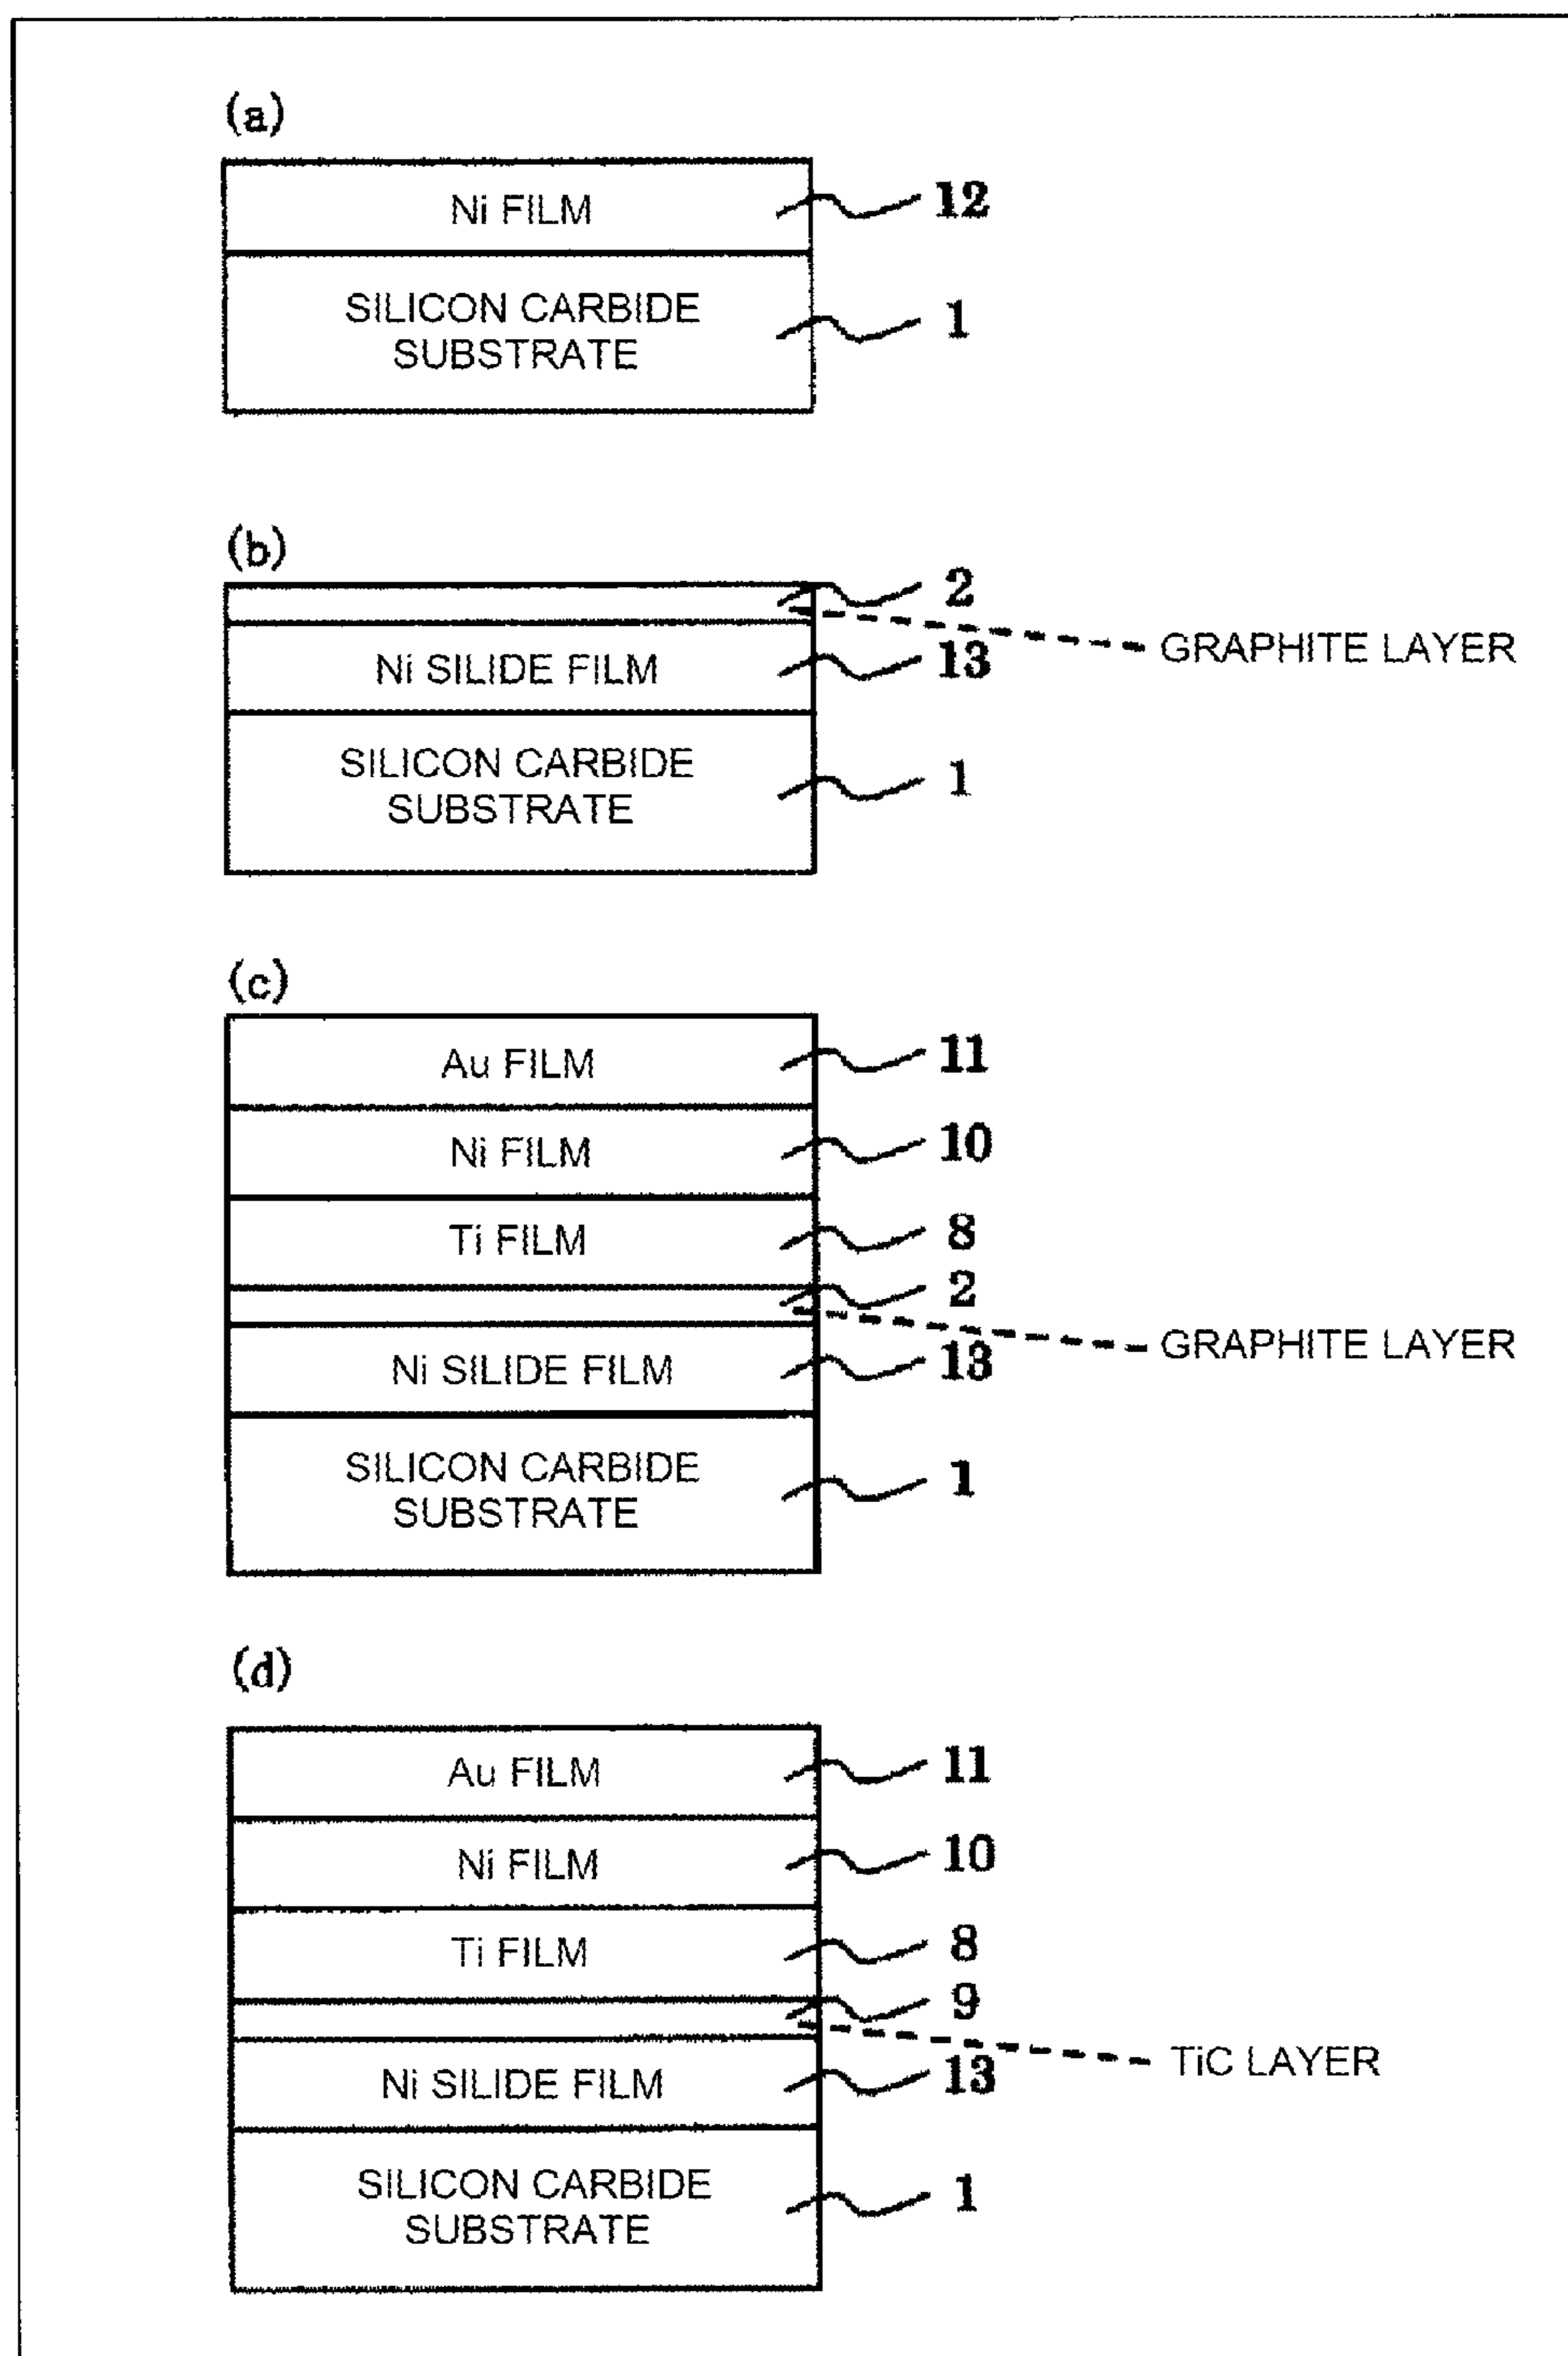 (a)
Ni FILM 12
SILICON CARBIDE
SUBSTRATE
1
(b)
2
GRAPHITE LAYER
Ni SILIDE FILM 13
SILICON CARBIDE
SUBSTRATE
1
(c)
Au FILM 11
Ni FILM 10
Ti FILM 8
2
GRAPHITE LAYER
Ni SILIDE FILM 13
SILICON CARBIDE
SUBSTRATE
1
(d)
Au FILM 11
Ni FILM 10
Ti FILM 8
9
TiC LAYER
Ni SILIDE FILM 13
SILICON CARBIDE
SUBSTRATE
1